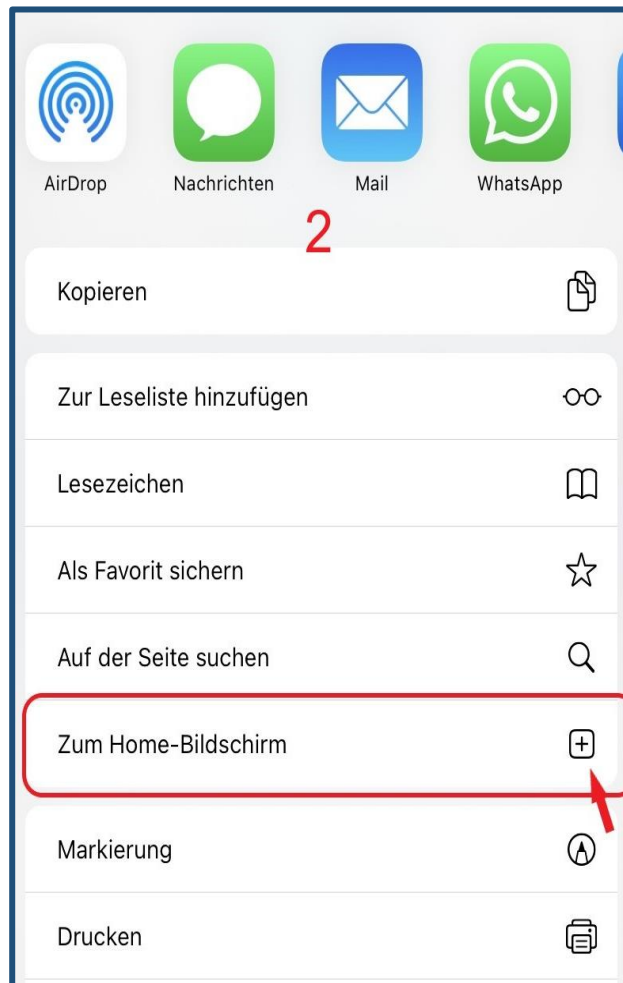 AirDrop Nachrichten Mail WhatsApp
2
Kopieren
Zur Leseliste hinzufügen
Lesezeichen
Als Favorit sichern
Auf der Seite suchen
Zum Home-Bildschirm
Markierung
Drucken